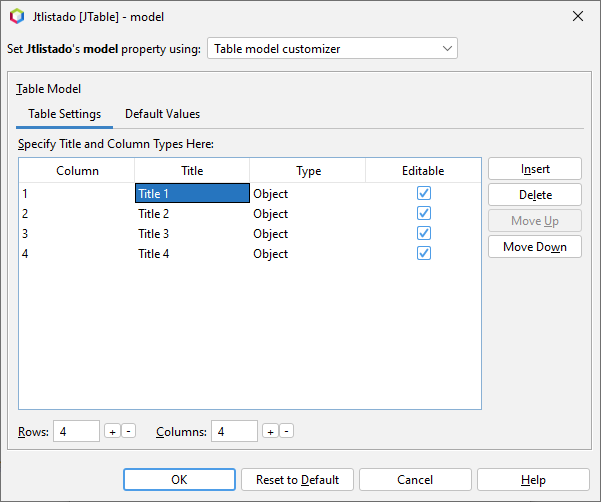 Jtlistado [JTable] - model
Set Jtlistado's model property using: Table model customizer
Table Model
Table Settings Default Values
Specify Title and Column Types Here:
Column Title Type Editable
1 Title 1 Object
2 Title 2 Object
3 Title 3 Object
4 Title 4 Object
Insert
Delete
Move Up
Move Down
Rows: 4 + - Columns: 4 + -
OK Reset to Default Cancel Help